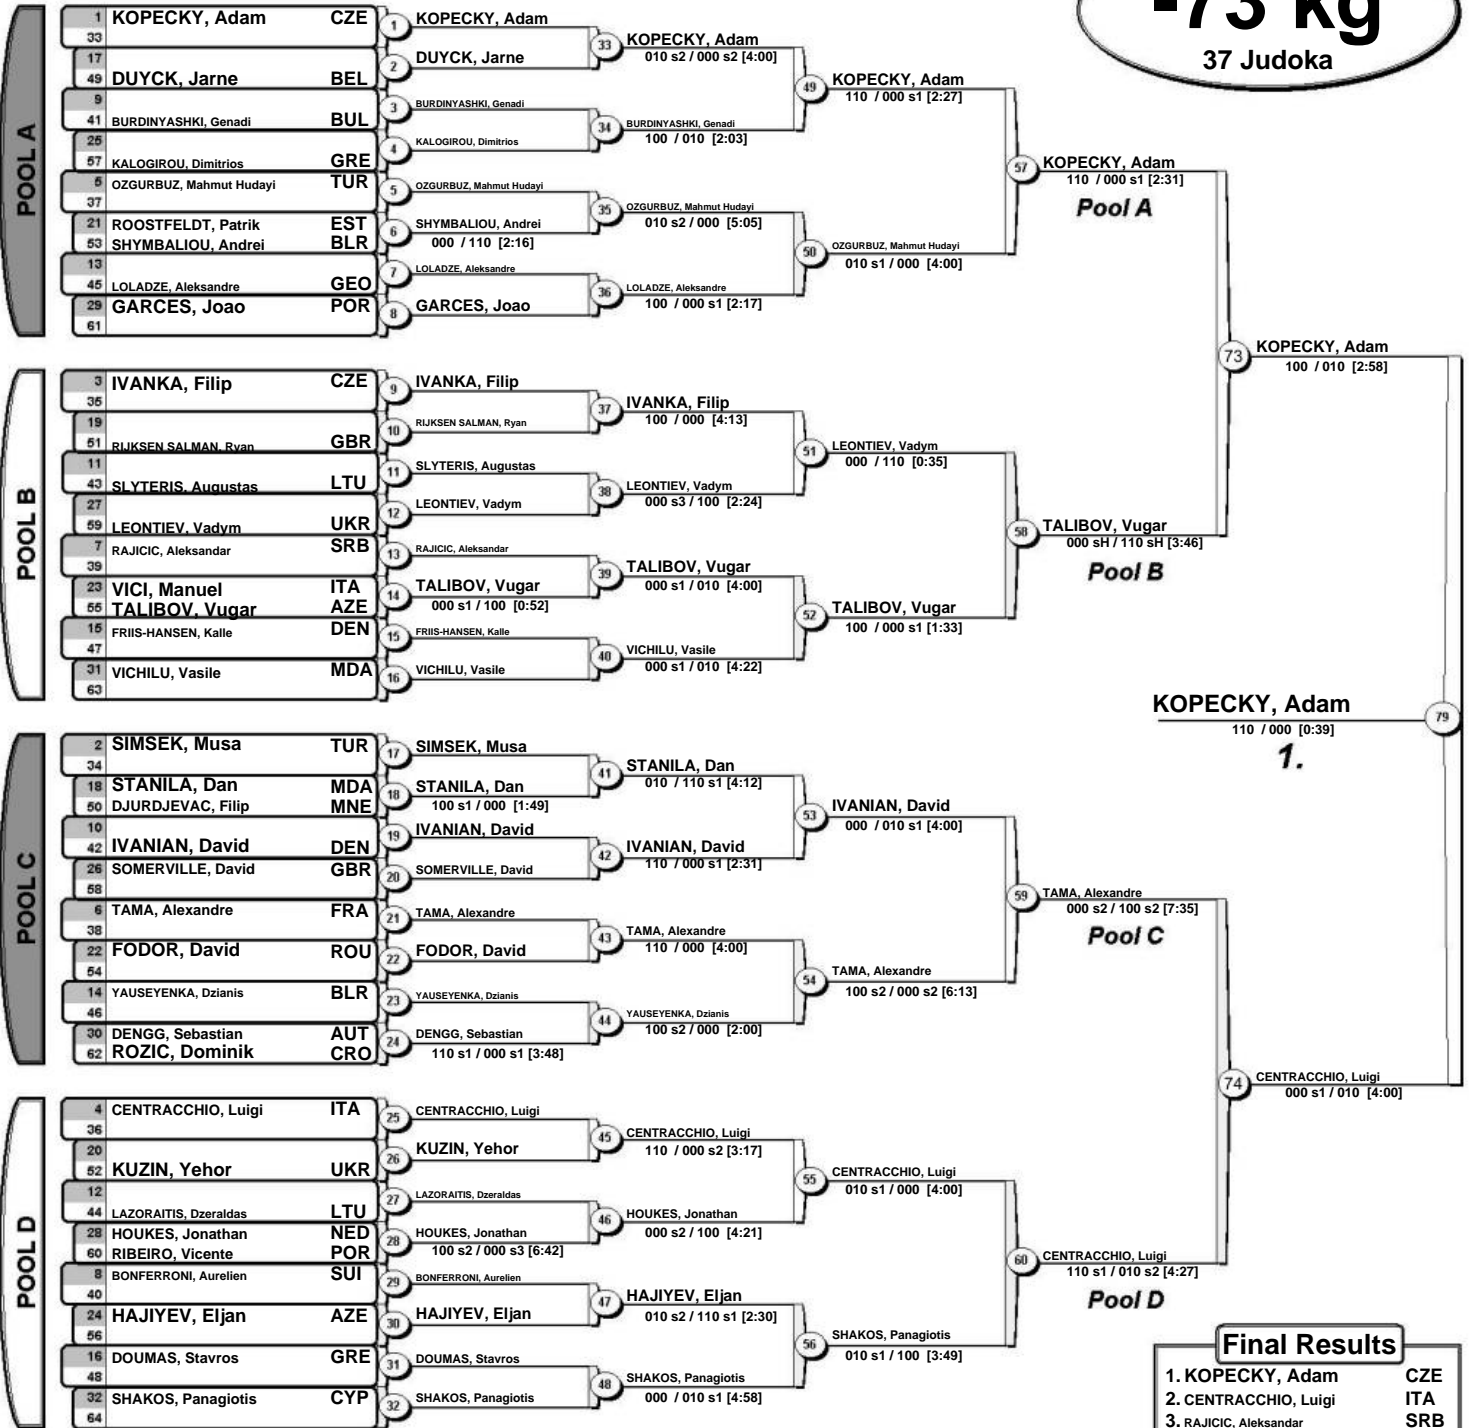 -73 kg
37 Judoka
POOL A
1 KOPECKY, Adam CZE
33
17
49 DUYCK, Jarne BEL
9
41 BURDINYASHKI, Genadi BUL
25
57 KALOGIROU, Dimitrios GRE
5 OZGURBUZ, Mahmut Hudayi TUR
37
21 ROOSTFELDT, Patrik EST
53 SHYMBALIOU, Andrei BLR
13
45 LOLADZE, Aleksandre GEO
29 GARCES, Joao POR
61
1 KOPECKY, Adam
2 DUYCK, Jarne
3 BURDINYASHKI, Genadi
4 KALOGIROU, Dimitrios
5 OZGURBUZ, Mahmut Hudayi
6 SHYMBALIOU, Andrei
000 / 110 [2:16]
7 LOLADZE, Aleksandre
8 GARCES, Joao
33 KOPECKY, Adam
010 s2 / 000 s2 [4:00]
34 BURDINYASHKI, Genadi
100 / 010 [2:03]
35 OZGURBUZ, Mahmut Hudayi
010 s2 / 000 [5:05]
36 LOLADZE, Aleksandre
100 / 000 s1 [2:17]
49 KOPECKY, Adam
110 / 000 s1 [2:27]
50 OZGURBUZ, Mahmut Hudayi
010 s1 / 000 [4:00]
57 KOPECKY, Adam
110 / 000 s1 [2:31]
Pool A
POOL B
3 IVANKA, Filip CZE
35
19
51 RIJKSEN SALMAN, Ryan GBR
11
43 SLYTERIS, Augustas LTU
27
59 LEONTIEV, Vadym UKR
7 RAJICIC, Aleksandar SRB
39
23 VICI, Manuel ITA
55 TALIBOV, Vugar AZE
15 FRIIS-HANSEN, Kalle DEN
47
31 VICHILU, Vasile MDA
63
9 IVANKA, Filip
10 RIJKSEN SALMAN, Ryan
11 SLYTERIS, Augustas
12 LEONTIEV, Vadym
13 RAJICIC, Aleksandar
14 TALIBOV, Vugar
000 s1 / 100 [0:52]
15 FRIIS-HANSEN, Kalle
16 VICHILU, Vasile
37 IVANKA, Filip
100 / 000 [4:13]
38 LEONTIEV, Vadym
000 s3 / 100 [2:24]
39 TALIBOV, Vugar
000 s1 / 010 [4:00]
40 VICHILU, Vasile
000 s1 / 010 [4:22]
51 LEONTIEV, Vadym
000 / 110 [0:35]
52 TALIBOV, Vugar
100 / 000 s1 [1:33]
58 TALIBOV, Vugar
000 sH / 110 sH [3:46]
Pool B
73 KOPECKY, Adam
100 / 010 [2:58]
KOPECKY, Adam 79
110 / 000 [0:39]
1.
POOL C
2 SIMSEK, Musa TUR
34
18 STANILA, Dan MDA
50 DJURDJEVAC, Filip MNE
10
42 IVANIAN, David DEN
26 SOMERVILLE, David GBR
58
6 TAMA, Alexandre FRA
38
22 FODOR, David ROU
54
14 YAUSEYENKA, Dzianis BLR
46
30 DENGG, Sebastian AUT
62 ROZIC, Dominik CRO
17 SIMSEK, Musa
18 STANILA, Dan
100 s1 / 000 [1:49]
19 IVANIAN, David
20 SOMERVILLE, David
21 TAMA, Alexandre
22 FODOR, David
23 YAUSEYENKA, Dzianis
24 DENGG, Sebastian
110 s1 / 000 s1 [3:48]
41 STANILA, Dan
010 / 110 s1 [4:12]
42 IVANIAN, David
110 / 000 s1 [2:31]
43 TAMA, Alexandre
110 / 000 [4:00]
44 YAUSEYENKA, Dzianis
100 s2 / 000 [2:00]
53 IVANIAN, David
000 / 010 s1 [4:00]
54 TAMA, Alexandre
100 s2 / 000 s2 [6:13]
59 TAMA, Alexandre
000 s2 / 100 s2 [7:35]
Pool C
POOL D
4 CENTRACCHIO, Luigi ITA
36
20
52 KUZIN, Yehor UKR
12
44 LAZORAITIS, Dzeraldas LTU
28 HOUKES, Jonathan NED
60 RIBEIRO, Vicente POR
8 BONFERRONI, Aurelien SUI
40
24 HAJIYEV, Eljan AZE
56
16 DOUMAS, Stavros GRE
48
32 SHAKOS, Panagiotis CYP
64
25 CENTRACCHIO, Luigi
26 KUZIN, Yehor
27 LAZORAITIS, Dzeraldas
28 HOUKES, Jonathan
100 s2 / 000 s3 [6:42]
29 BONFERRONI, Aurelien
30 HAJIYEV, Eljan
31 DOUMAS, Stavros
32 SHAKOS, Panagiotis
45 CENTRACCHIO, Luigi
110 / 000 s2 [3:17]
46 HOUKES, Jonathan
000 s2 / 100 [4:21]
47 HAJIYEV, Eljan
010 s2 / 110 s1 [2:30]
48 SHAKOS, Panagiotis
000 / 010 s1 [4:58]
55 CENTRACCHIO, Luigi
010 s1 / 000 [4:00]
56 SHAKOS, Panagiotis
010 s1 / 100 [3:49]
60 CENTRACCHIO, Luigi
110 s1 / 010 s2 [4:27]
Pool D
74 CENTRACCHIO, Luigi
000 s1 / 010 [4:00]
Final Results
1. KOPECKY, Adam CZE
2. CENTRACCHIO, Luigi ITA
3. RAJICIC, Aleksandar SRB